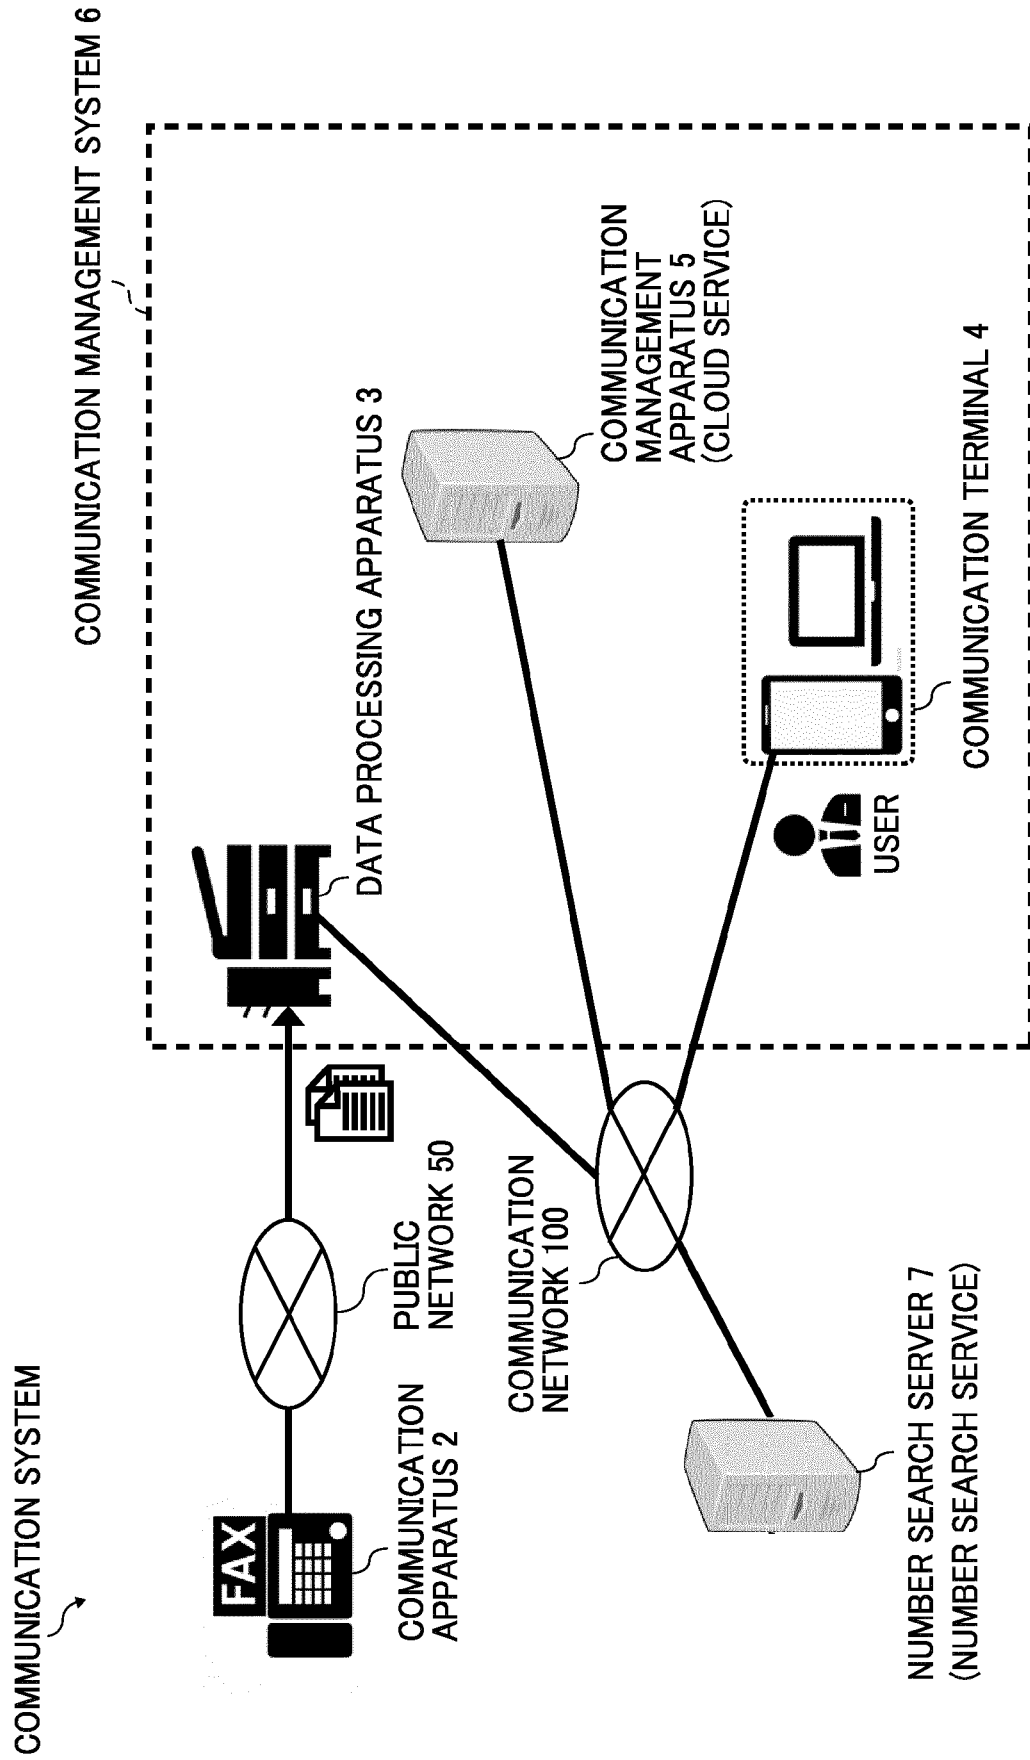 COMMUNICATION SYSTEM
COMMUNICATION MANAGEMENT SYSTEM 6
FAX
COMMUNICATION
APPARATUS 2
PUBLIC
NETWORK 50
DATA PROCESSING APPARATUS 3
COMMUNICATION
NETWORK 100
COMMUNICATION
MANAGEMENT
APPARATUS 5
(CLOUD SERVICE)
USER
COMMUNICATION TERMINAL 4
NUMBER SEARCH SERVER 7
(NUMBER SEARCH SERVICE)